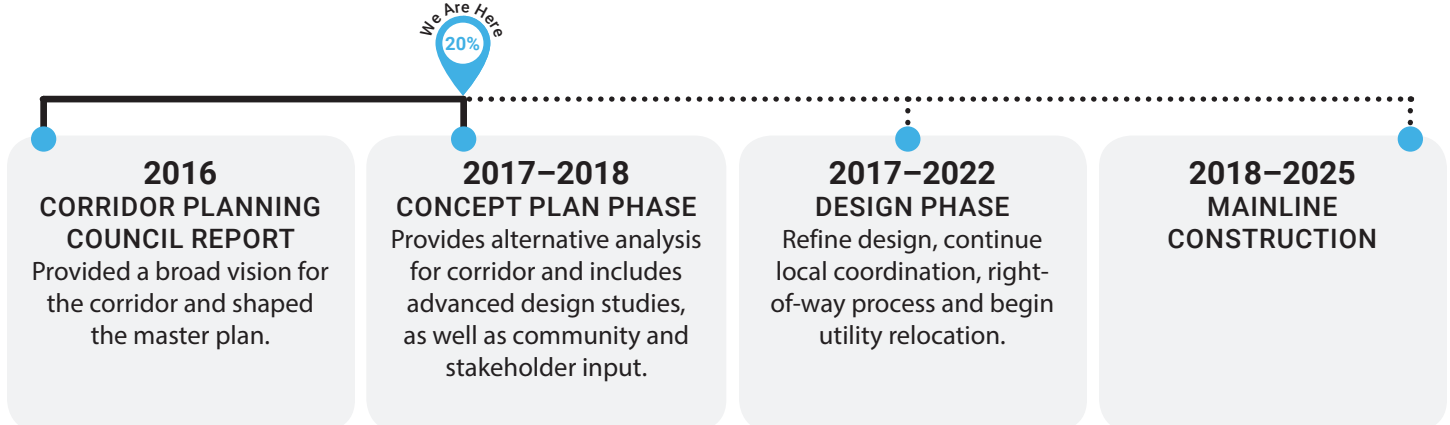 We Are Here
20%
2016
CORRIDOR PLANNING
COUNCIL REPORT
Provided a broad vision for
the corridor and shaped
the master plan.
2017–2018
CONCEPT PLAN PHASE
Provides alternative analysis
for corridor and includes
advanced design studies,
as well as community and
stakeholder input.
2017–2022
DESIGN PHASE
Refine design, continue
local coordination, right-
of-way process and begin
utility relocation.
2018–2025
MAINLINE
CONSTRUCTION